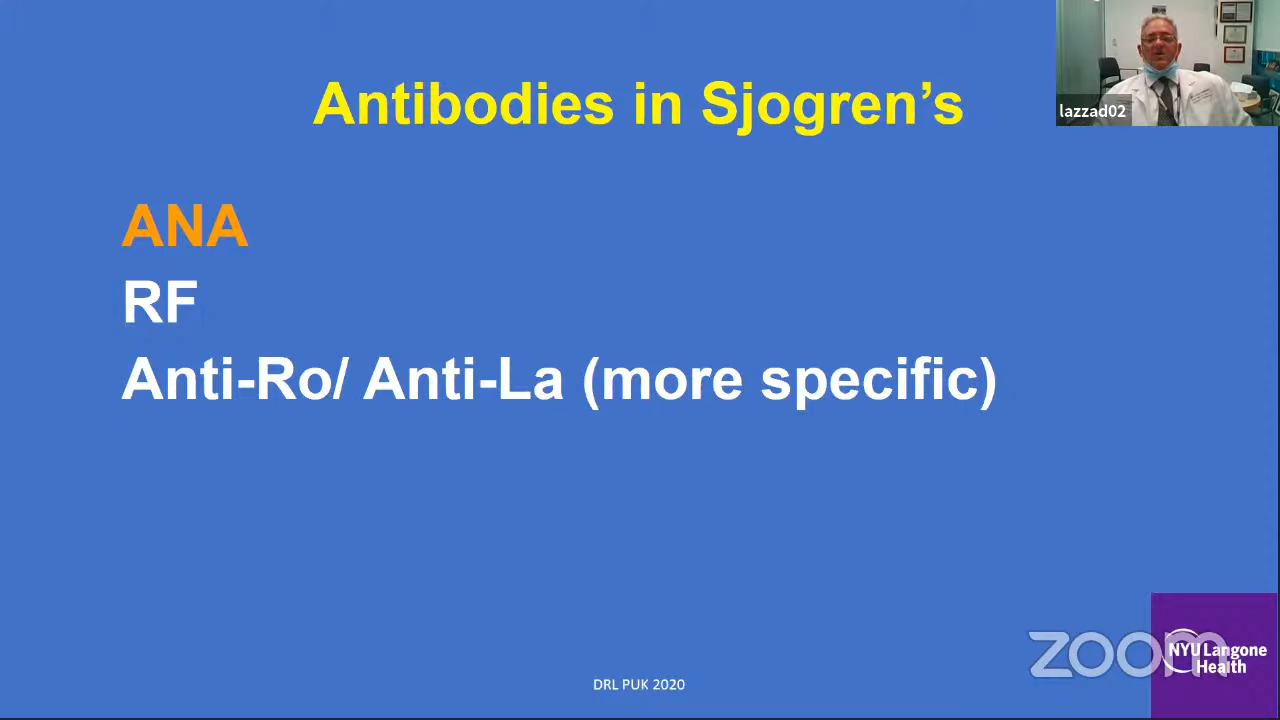 Antibodies in Sjogren’s
lazzad02
ANA
RF
Anti-Ro/ Anti-La (more specific)
zoom
NYU Langone
Health
DRL PUK 2020